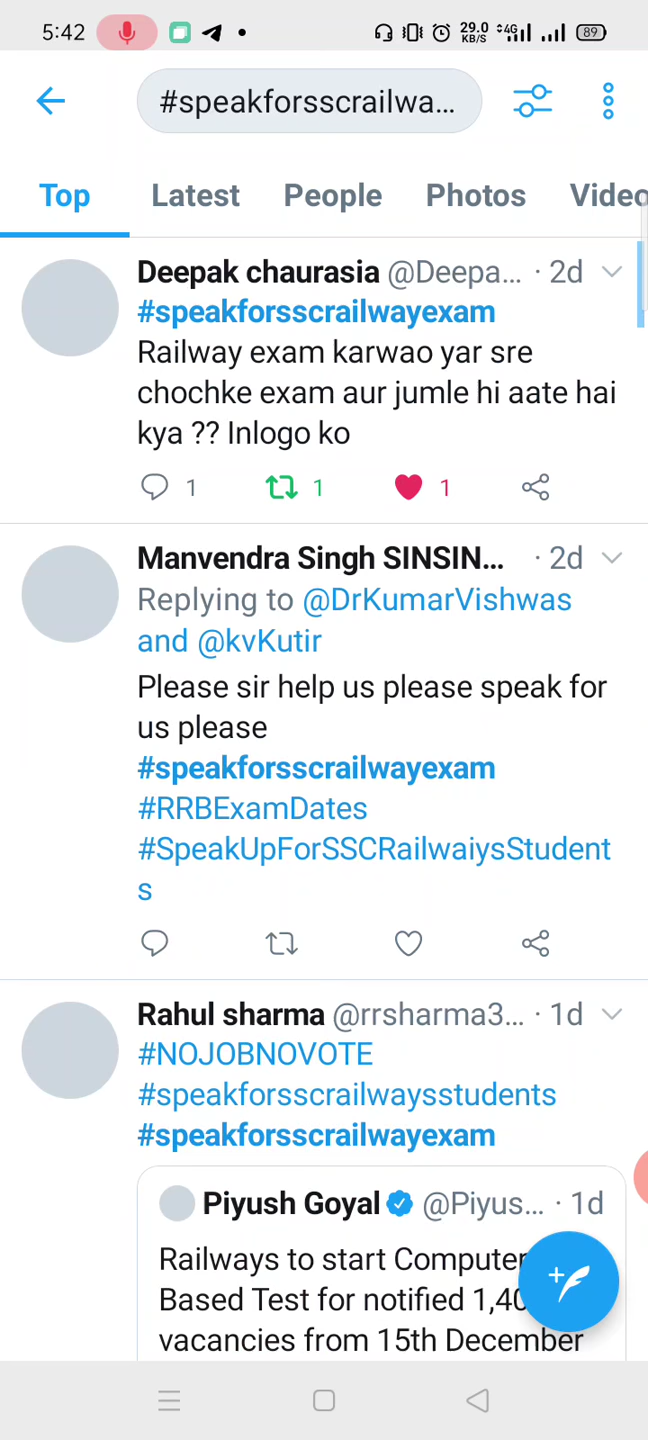 5:42
29.0
KB/S
4G
89
#speakforsscrailwa...
Top Latest People Photos Video
Deepak chaurasia @Deepa... · 2d
#speakforsscrailwayexam
Railway exam karwao yar sre
chochke exam aur jumle hi aate hai
kya ?? Inlogo ko
1 1 1
Manvendra Singh SINSIN... · 2d
Replying to @DrKumarVishwas
and @kvKutir
Please sir help us please speak for
us please
#speakforsscrailwayexam
#RRBExamDates
#SpeakUpForSSCRailwaiysStudent
s
Rahul sharma @rrsharma3... · 1d
#NOJOBNOVOTE
#speakforsscrailwaysstudents
#speakforsscrailwayexam
Piyush Goyal @Piyus... · 1d
Railways to start Computer
Based Test for notified 1,40
vacancies from 15th December